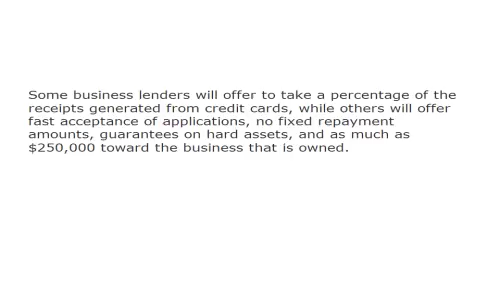 Some business lenders will offer to take a percentage of the
receipts generated from credit cards, while others will offer
fast acceptance of applications, no fixed repayment
amounts, guarantees on hard assets, and as much as
$250,000 toward the business that is owned.